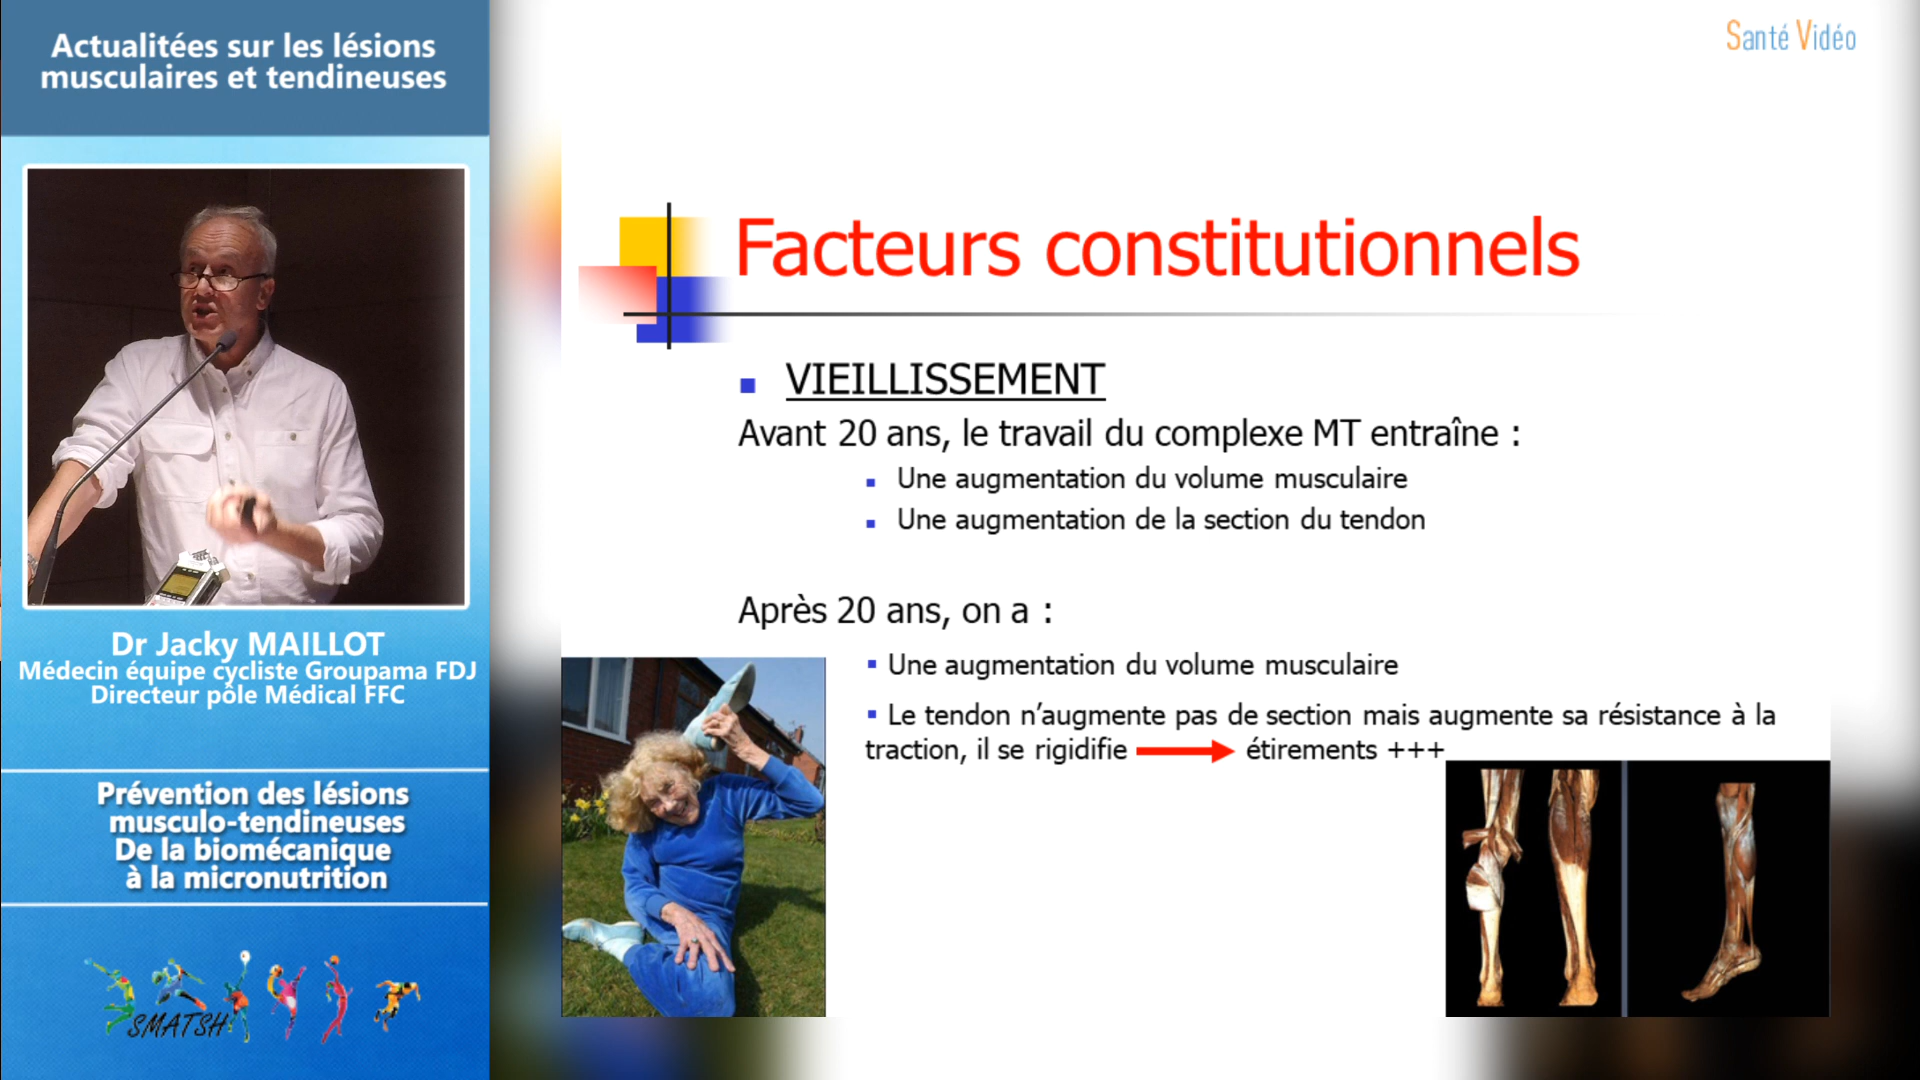 Actualitées sur les lésions
musculaires et tendineuses
Dr Jacky MAILLOT
Médecin équipe cycliste Groupama FDJ
Directeur pôle Médical FFC
Prévention des lésions
musculo-tendineuses
De la biomécanique
à la micronutrition
SMATSH
Santé Vidéo
Facteurs constitutionnels
VIEILLISSEMENT
Avant 20 ans, le travail du complexe MT entraîne :
Une augmentation du volume musculaire
Une augmentation de la section du tendon
Après 20 ans, on a :
Une augmentation du volume musculaire
Le tendon n'augmente pas de section mais augmente sa résistance à la
traction, il se rigidifie étirements +++